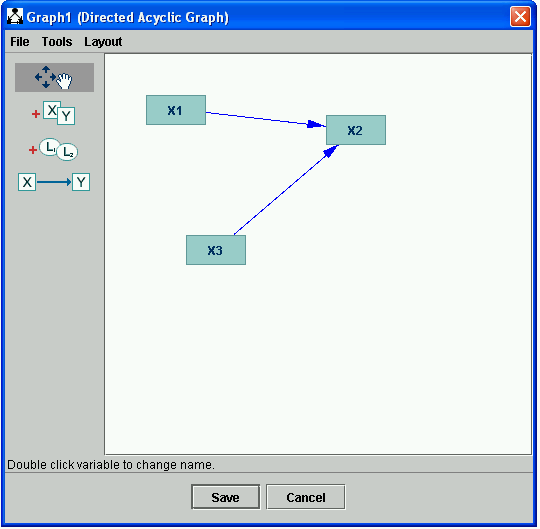 Graph1 (Directed Acyclic Graph)
File Tools Layout
X Y
L1 L2
X Y
X1
X2
X3
Double click variable to change name.
Save Cancel